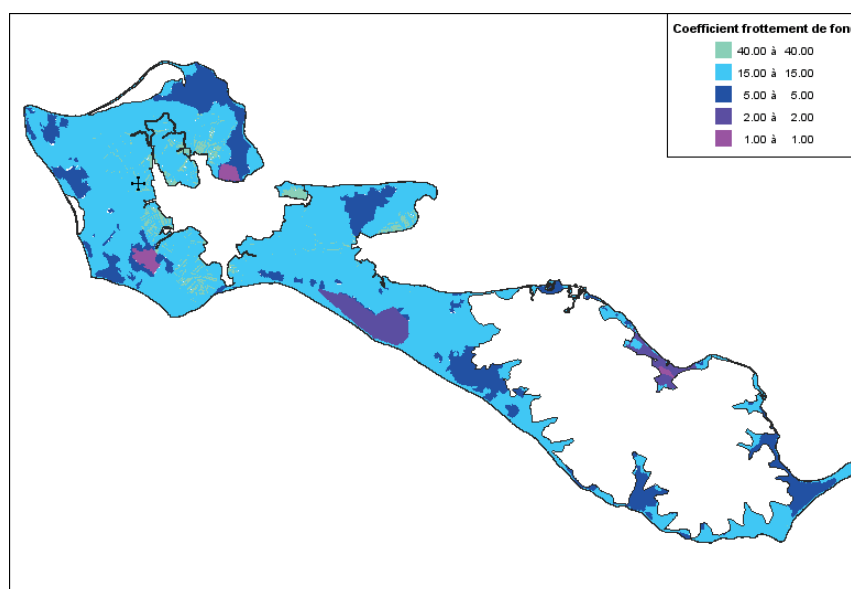 Coefficient frottement de fond
40.00 à 40.00
15.00 à 15.00
5.00 à 5.00
2.00 à 2.00
1.00 à 1.00